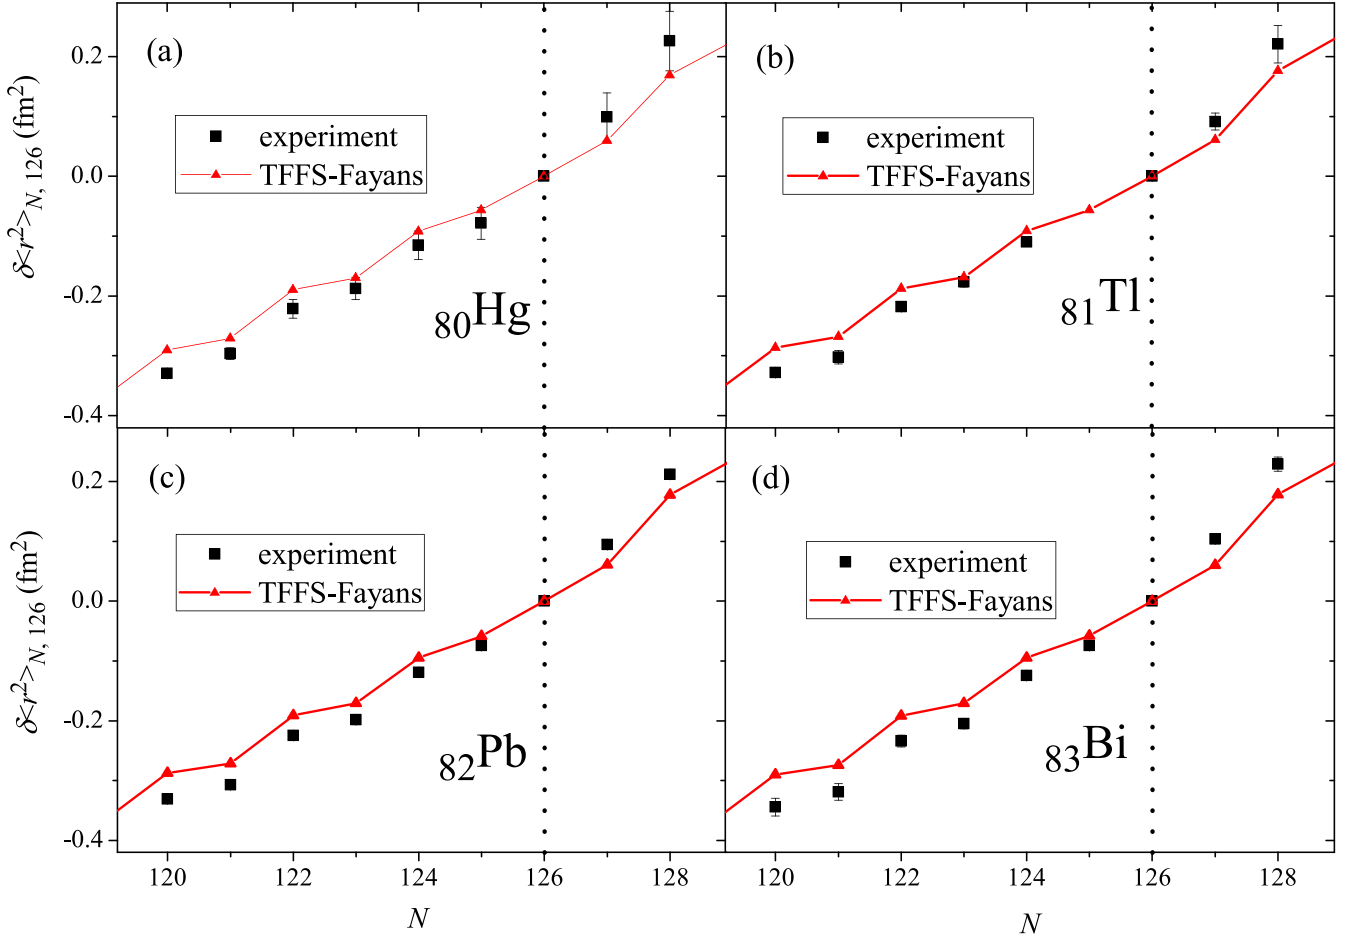 (a)
0.2
0.0
-0.2
-0.4
δ<r²>N, 126 (fm²)
experiment
TFFS-Fayans
80Hg
(b)
experiment
TFFS-Fayans
81Tl
(c)
0.2
0.0
-0.2
-0.4
δ<r²>N, 126 (fm²)
experiment
TFFS-Fayans
82Pb
120 122 124 126 128
N
(d)
experiment
TFFS-Fayans
83Bi
120 122 124 126 128
N